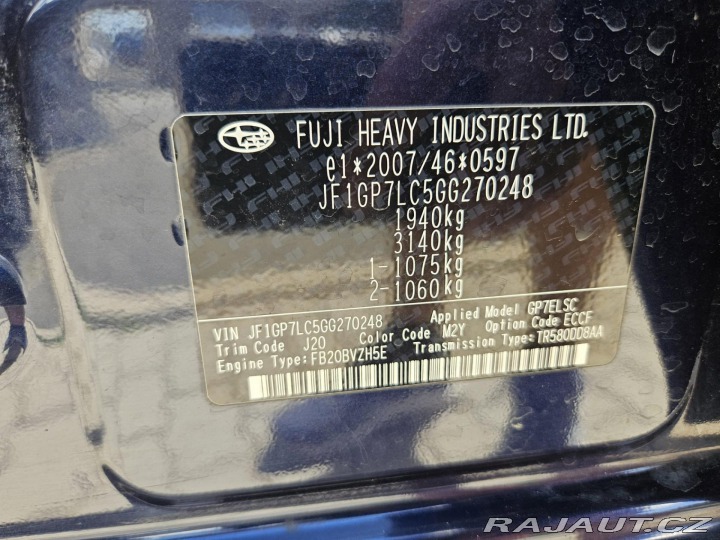 FUJI HEAVY INDUSTRIES LTD.
e1*2007/46*0597
JF1GP7LC5GG270248
1940kg
3140kg
1-1075kg
2-1060kg
VIN JF1GP7LC5GG270248 Applied Model GP7ELSC
Trim Code J20 Color Code M2Y Option Code ECCF
Engine Type: FB20BVZH5E Transmission Type: TR580DD8AA
RAJAUT.CZ